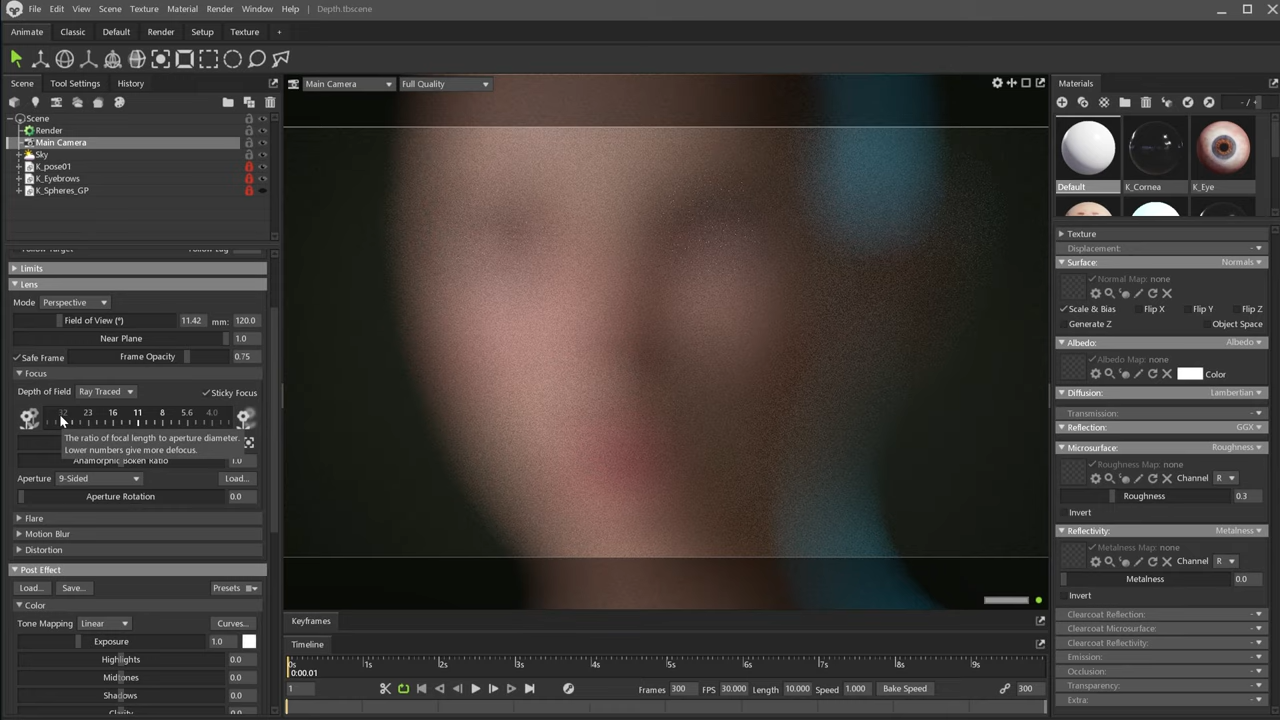 File Edit View Scene Texture Material Render Window Help Depth.tbscene
Animate Classic Default Render Setup Texture +
Scene Tool Settings History
Main Camera Full Quality
Materials
- / +
Scene
Render
Main Camera
Sky
K_pose01
K_Eyebrows
K_Spheres_GP
Default K_Cornea K_Eye
Limits
Lens
Mode Perspective
Field of View (°) 11.42 mm: 120.0
Near Plane 1.0
Safe Frame Frame Opacity 0.75
Focus
Depth of Field Ray Traced Sticky Focus
32 23 16 11 8 5.6 4.0
The ratio of focal length to aperture diameter.
Lower numbers give more defocus.
Anamorphic Bokeh Ratio 1.0
Aperture 9-Sided Load...
Aperture Rotation 0.0
Flare
Motion Blur
Distortion
Post Effect
Load... Save... Presets
Color
Tone Mapping Linear Curves...
Exposure 1.0
Highlights 0.0
Midtones 0.0
Shadows 0.0
Clarity
Texture
Displacement:
Surface: Normals
Normal Map: none
Scale & Bias Flip X Flip Y Flip Z
Generate Z Object Space
Albedo: Albedo
Albedo Map: none
Color
Diffusion: Lambertian
Transmission:
Reflection: GGX
Microsurface: Roughness
Roughness Map: none
Channel R
Roughness 0.3
Invert
Reflectivity: Metalness
Metalness Map: none
Channel R
Metalness 0.0
Invert
Clearcoat Reflection:
Clearcoat Microsurface:
Clearcoat Reflectivity:
Emission:
Occlusion:
Transparency:
Extra:
Keyframes
Timeline
0s 1s 2s 3s 4s 5s 6s 7s 8s 9s
0:00.01
1 Frames 300 FPS 30.000 Length 10.000 Speed 1.000 Bake Speed 300